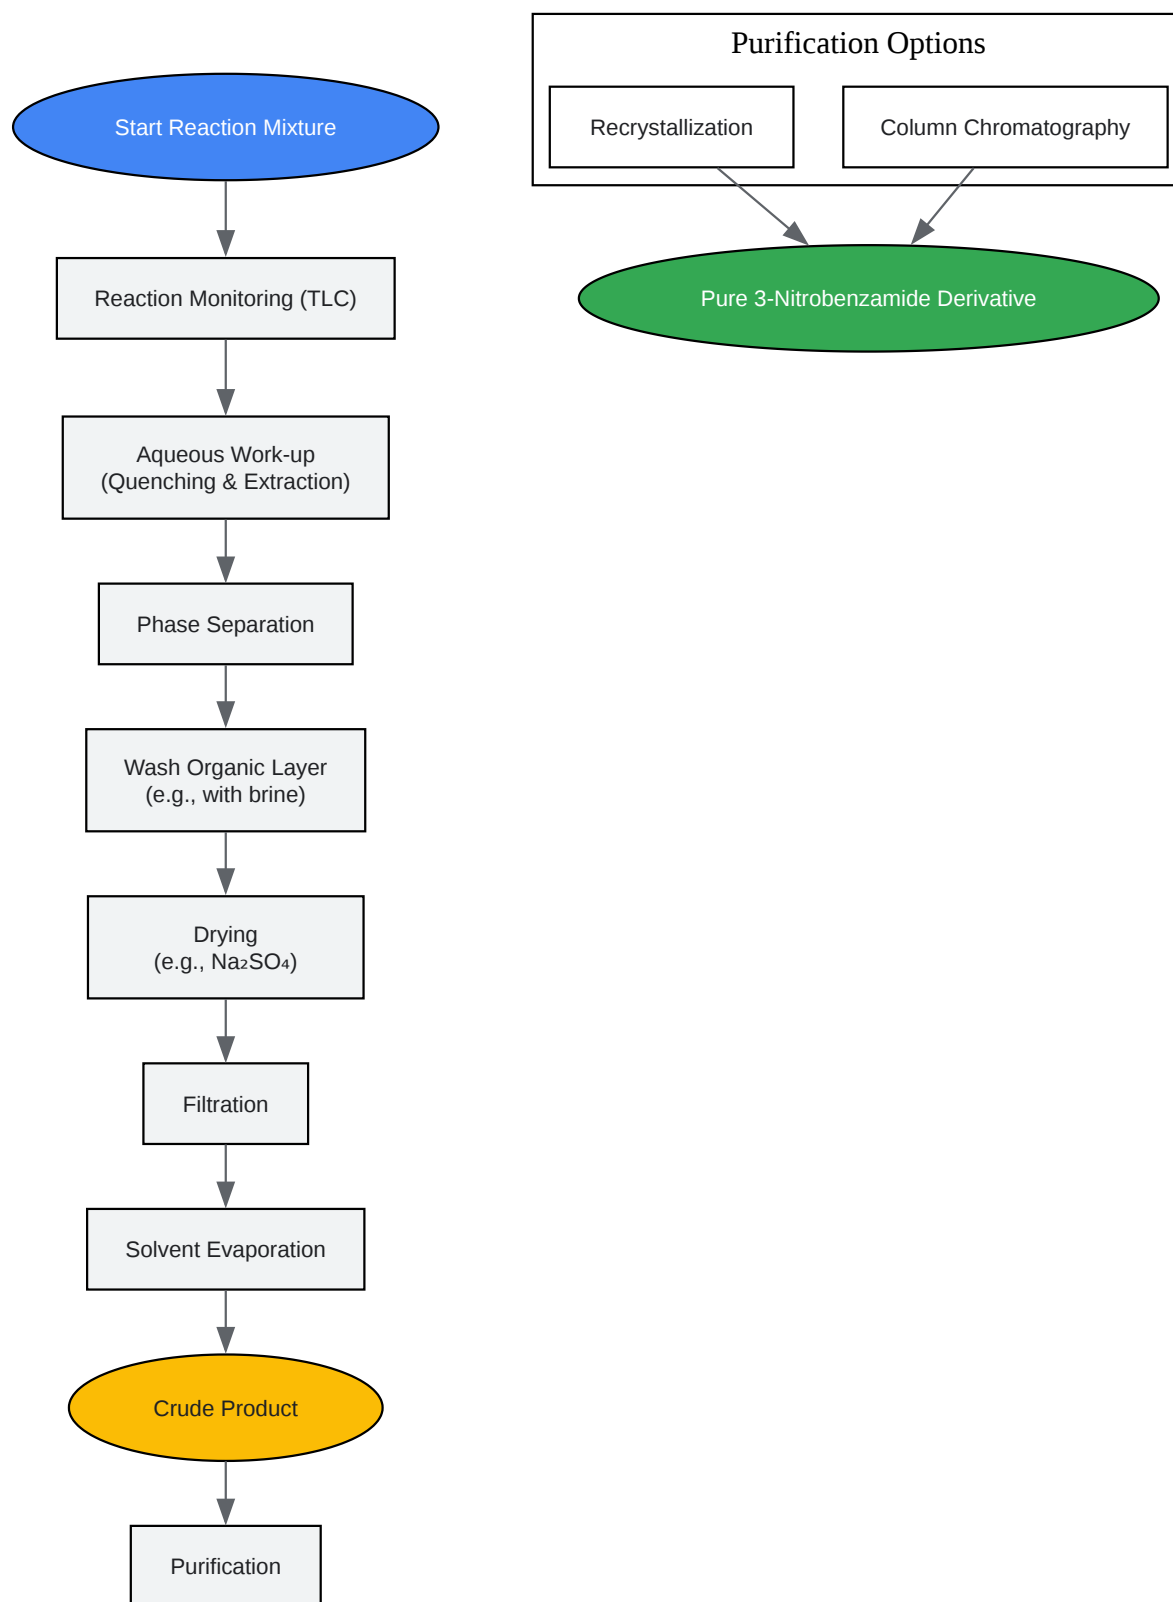 Start Reaction Mixture
Reaction Monitoring (TLC)
Aqueous Work-up
(Quenching & Extraction)
Phase Separation
Wash Organic Layer
(e.g., with brine)
Drying
(e.g., Na₂SO₄)
Filtration
Solvent Evaporation
Crude Product
Purification
Purification Options
Recrystallization
Column Chromatography
Pure 3-Nitrobenzamide Derivative